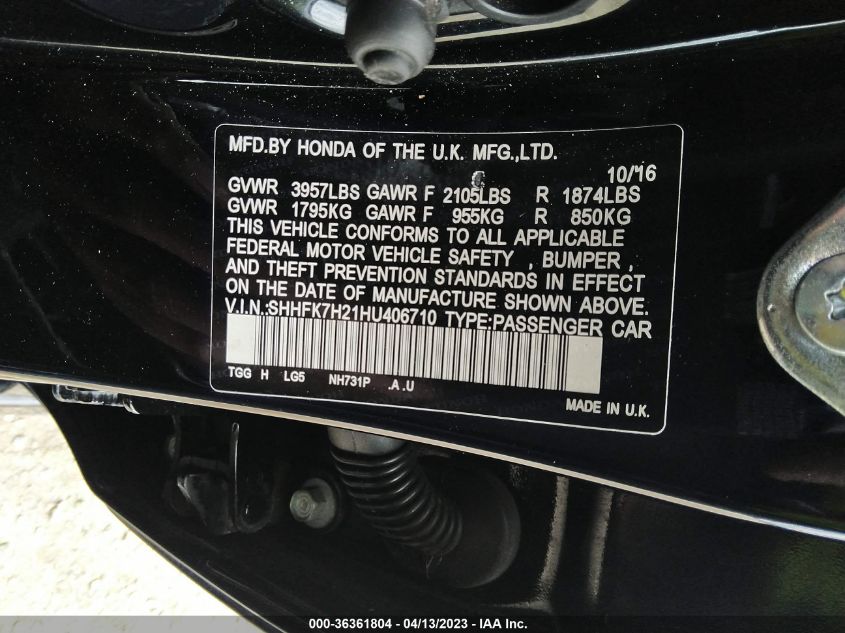 MFD.BY HONDA OF THE U.K. MFG.,LTD.
10/16
GVWR 3957LBS GAWR F 2105LBS R 1874LBS
GVWR 1795KG GAWR F 955KG R 850KG
THIS VEHICLE CONFORMS TO ALL APPLICABLE
FEDERAL MOTOR VEHICLE SAFETY , BUMPER ,
AND THEFT PREVENTION STANDARDS IN EFFECT
ON THE DATE OF MANUFACTURE SHOWN ABOVE.
V.I.N.:SHHFK7H21HU406710 TYPE:PASSENGER CAR
TGG H LG5 NH731P .A.U
MADE IN U.K.
000-36361804 - 04/13/2023 - IAA Inc.